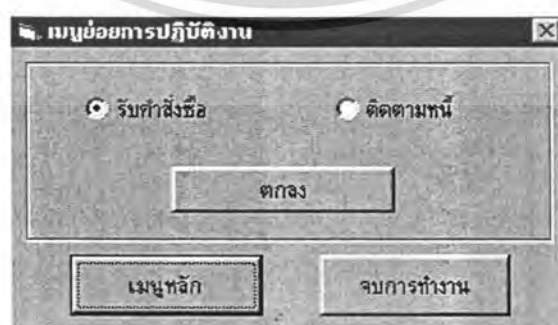 เมนูย่อยการปฏิบัติงาน
รับคำสั่งซื้อ ติดตามหนี้
ตกลง
เมนูหลัก จบการทำงาน